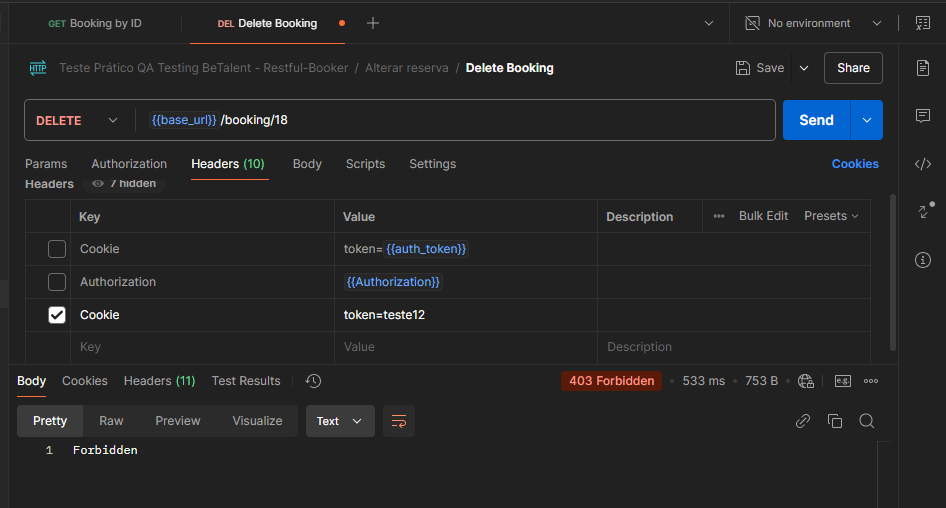 GET Booking by ID
DEL Delete Booking
No environment
HTTP Teste Prático QA Testing BeTalent - Restful-Booker / Alterar reserva / Delete Booking
Save
Share
DELETE
{{base_url}} /booking/18
Send
Params Authorization Headers (10) Body Scripts Settings Cookies
Headers 7 hidden
Key Value Description Bulk Edit Presets
Cookie token= {{auth_token}}
Authorization {{Authorization}}
Cookie token=teste12
Key Value Description
Body Cookies Headers (11) Test Results 403 Forbidden 533 ms 753 B e.g.
Pretty Raw Preview Visualize Text
1 Forbidden